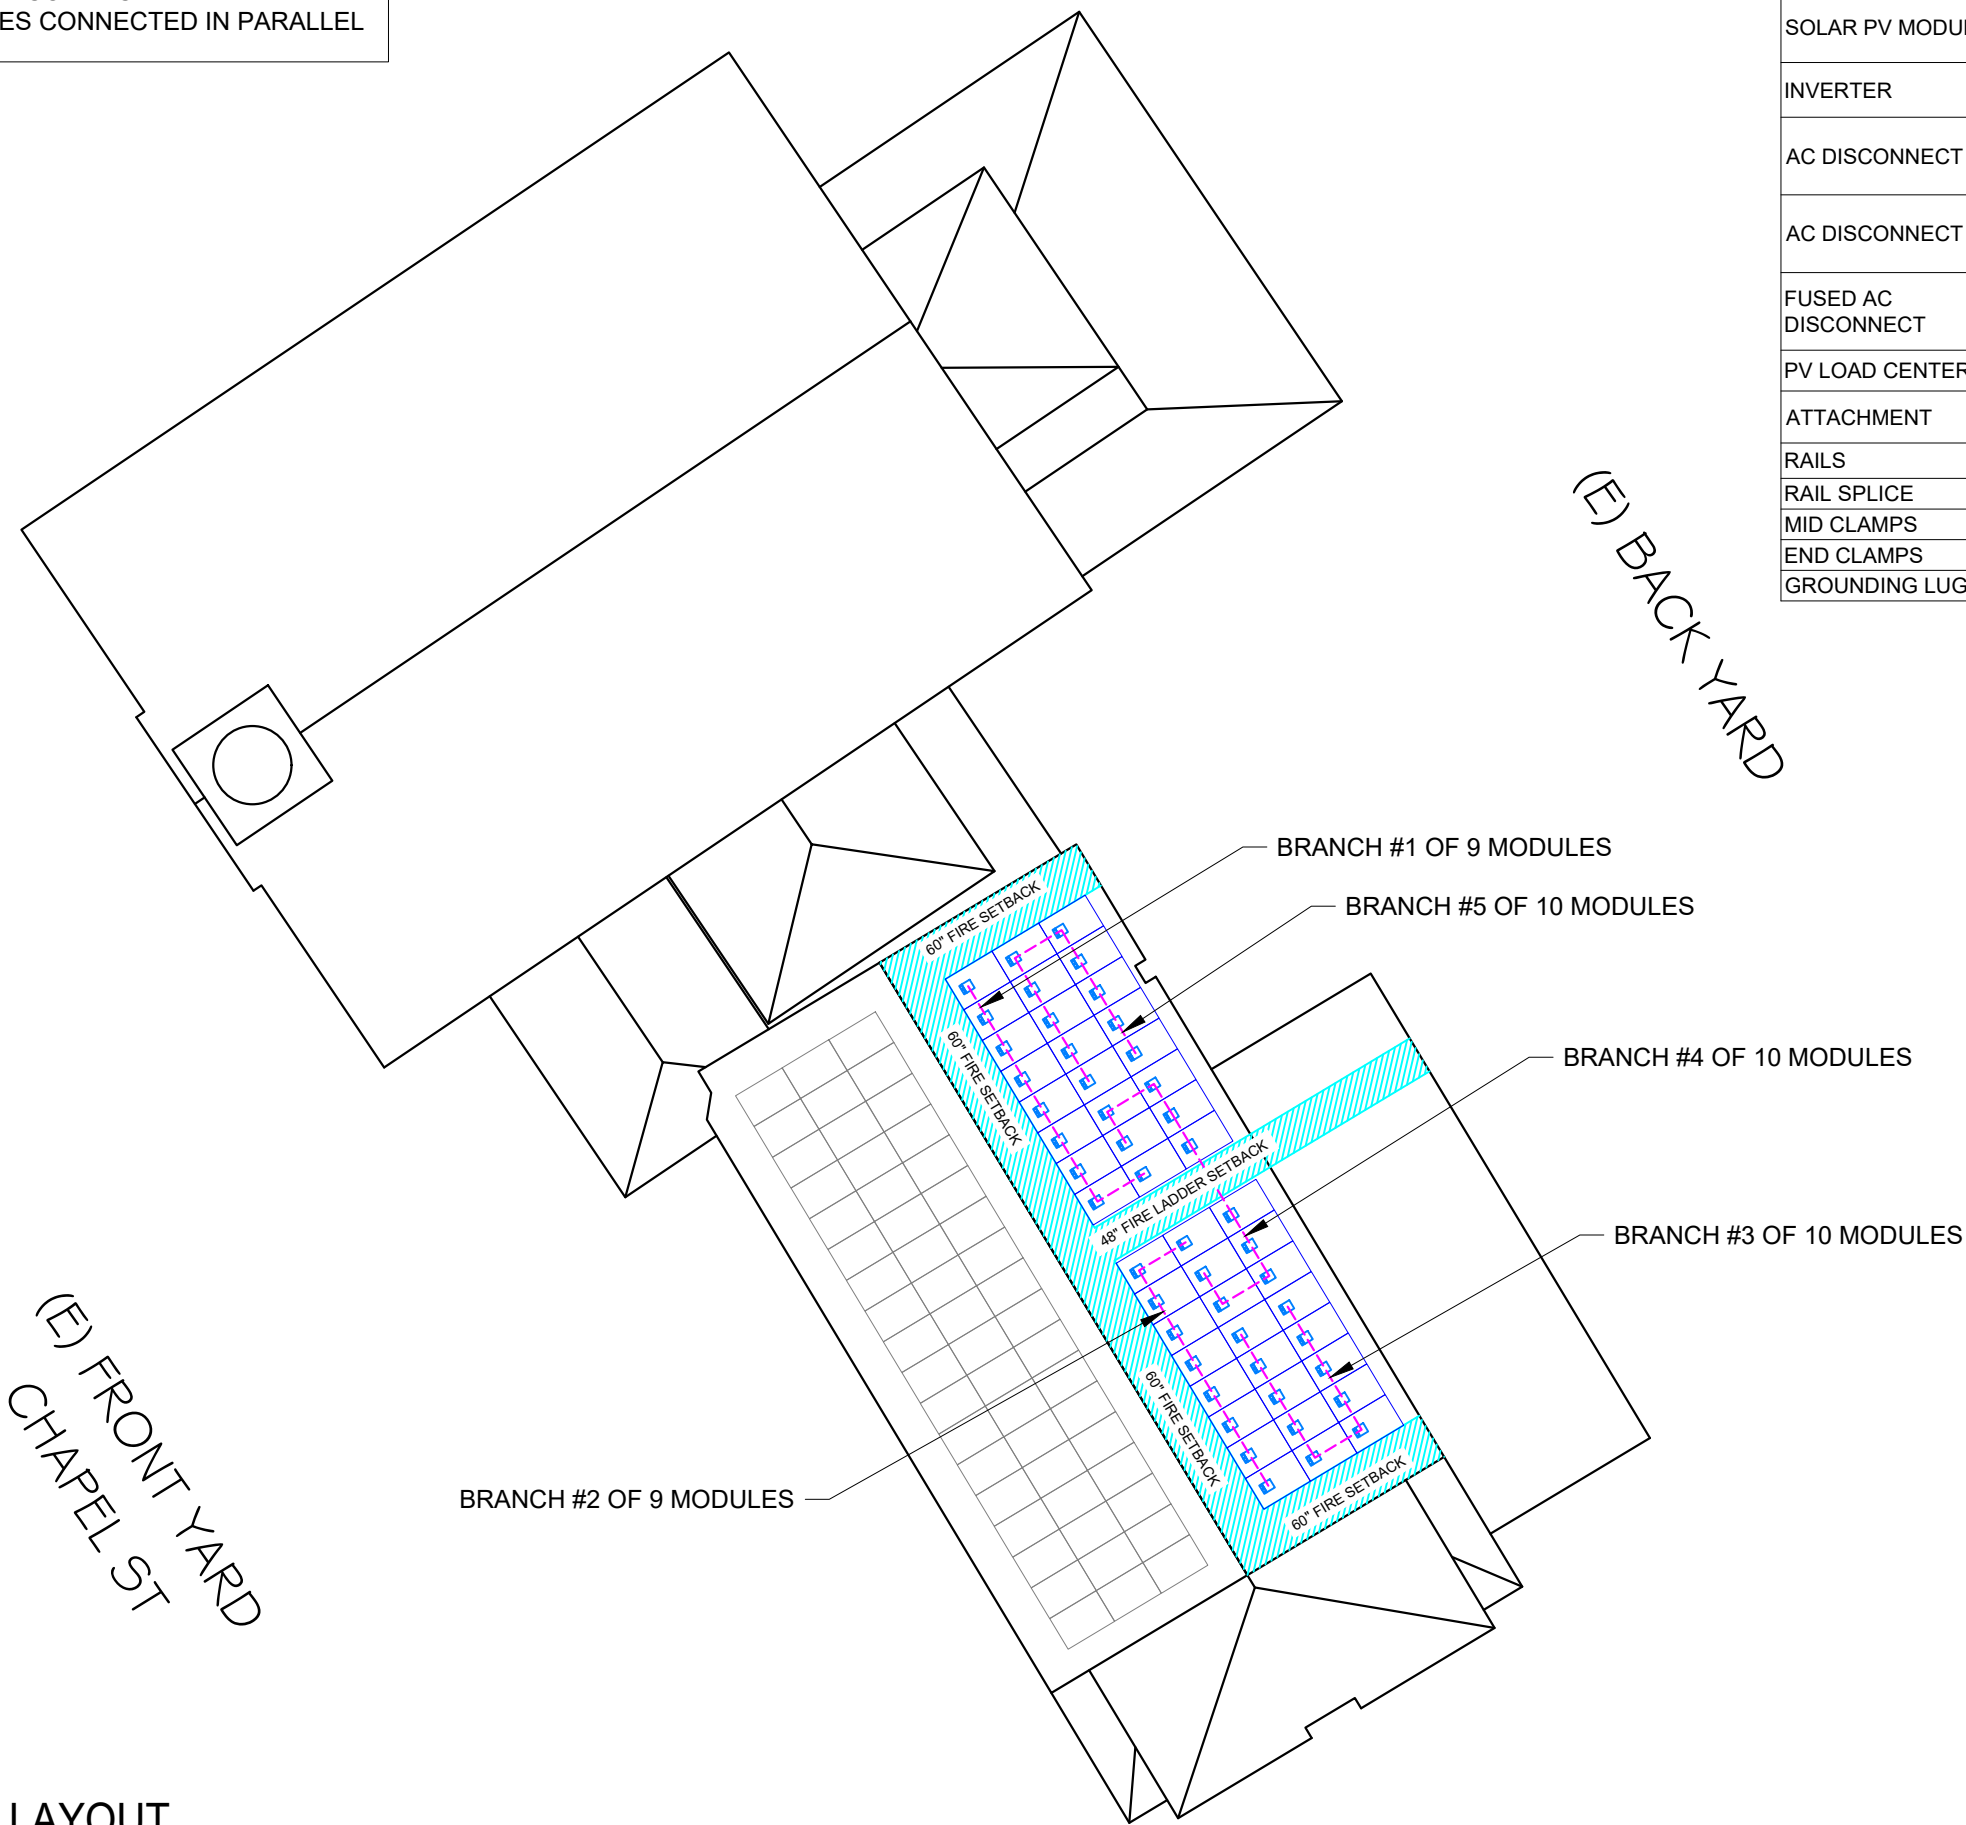 ES CONNECTED IN PARALLEL
SOLAR PV MODUL
INVERTER
AC DISCONNECT
AC DISCONNECT
FUSED AC
DISCONNECT
PV LOAD CENTER
ATTACHMENT
RAILS
RAIL SPLICE
MID CLAMPS
END CLAMPS
GROUNDING LUG
(E) BACK YARD
BRANCH #1 OF 9 MODULES
BRANCH #5 OF 10 MODULES
BRANCH #4 OF 10 MODULES
BRANCH #3 OF 10 MODULES
BRANCH #2 OF 9 MODULES
60" FIRE SETBACK
60" FIRE SETBACK
48" FIRE LADDER SETBACK
60" FIRE SETBACK
60" FIRE SETBACK
(E) FRONT YARD
CHAPEL ST
LAYOUT